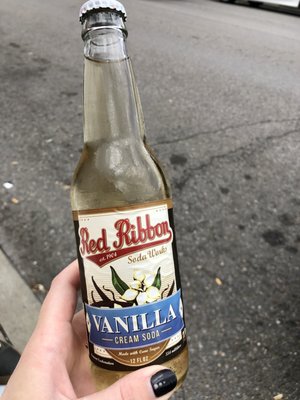 Red Ribbon
est. 1904
Soda Works
VANILLA
CREAM SODA
Made with Cane Sugar
12 FL OZ